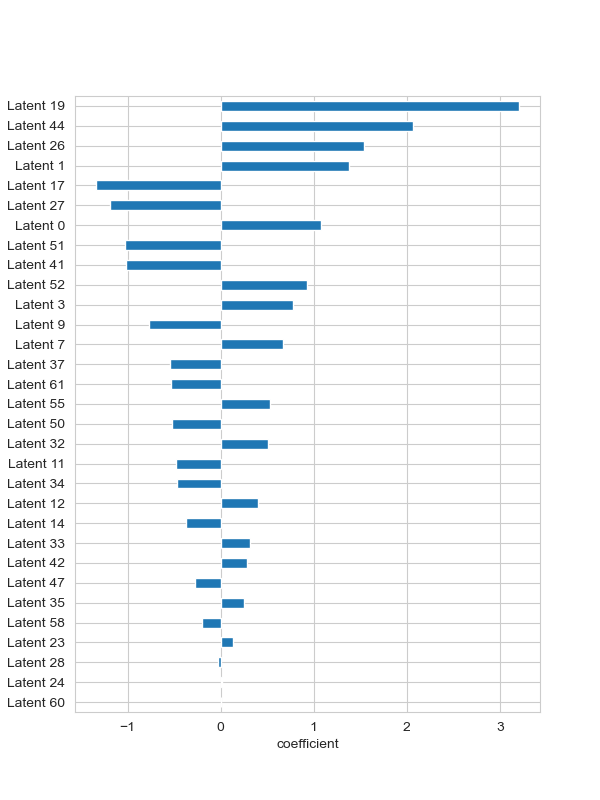 Latent 19
Latent 44
Latent 26
Latent 1
Latent 17
Latent 27
Latent 0
Latent 51
Latent 41
Latent 52
Latent 3
Latent 9
Latent 7
Latent 37
Latent 61
Latent 55
Latent 50
Latent 32
Latent 11
Latent 34
Latent 12
Latent 14
Latent 33
Latent 42
Latent 47
Latent 35
Latent 58
Latent 23
Latent 28
Latent 24
Latent 60
−1 0 1 2 3
coefficient